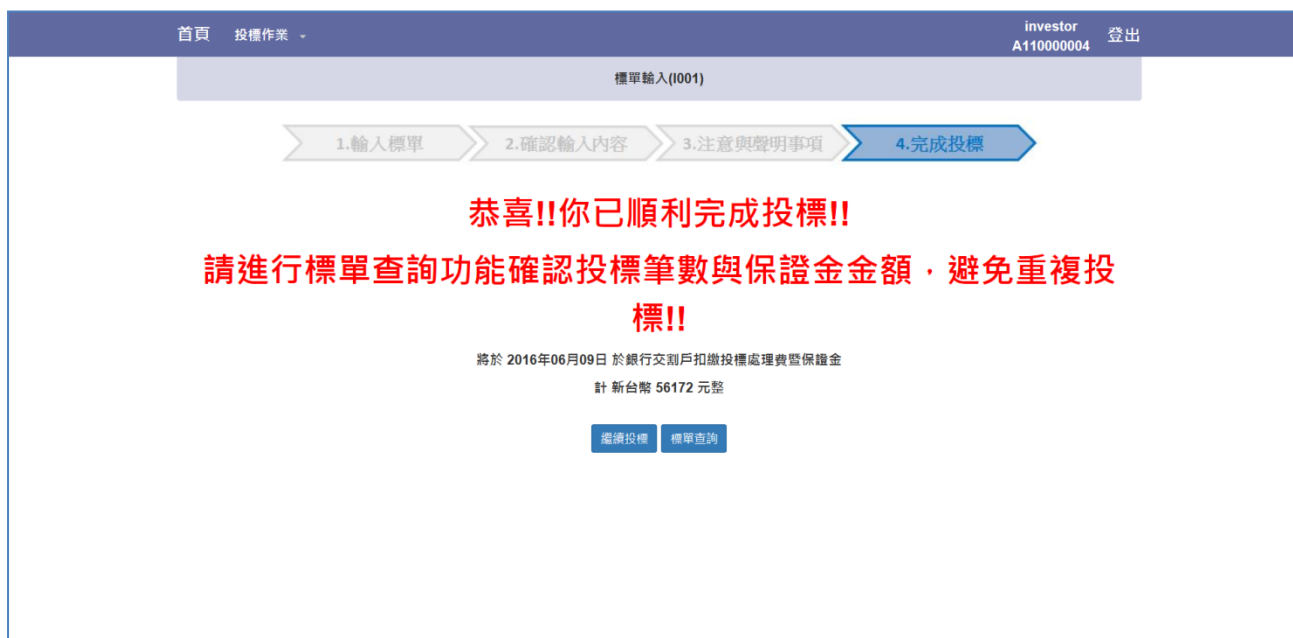 首頁 投標作業
investor
A110000004
登出
標單輸入(I001)
1.輸入標單 2.確認輸入內容 3.注意與聲明事項 4.完成投標
恭喜!!你已順利完成投標!!
請進行標單查詢功能確認投標筆數與保證金金額，避免重複投
標!!
將於 2016年06月09日 於銀行交割戶扣繳投標處理費暨保證金
計 新台幣 56172 元整
繼續投標 標單查詢